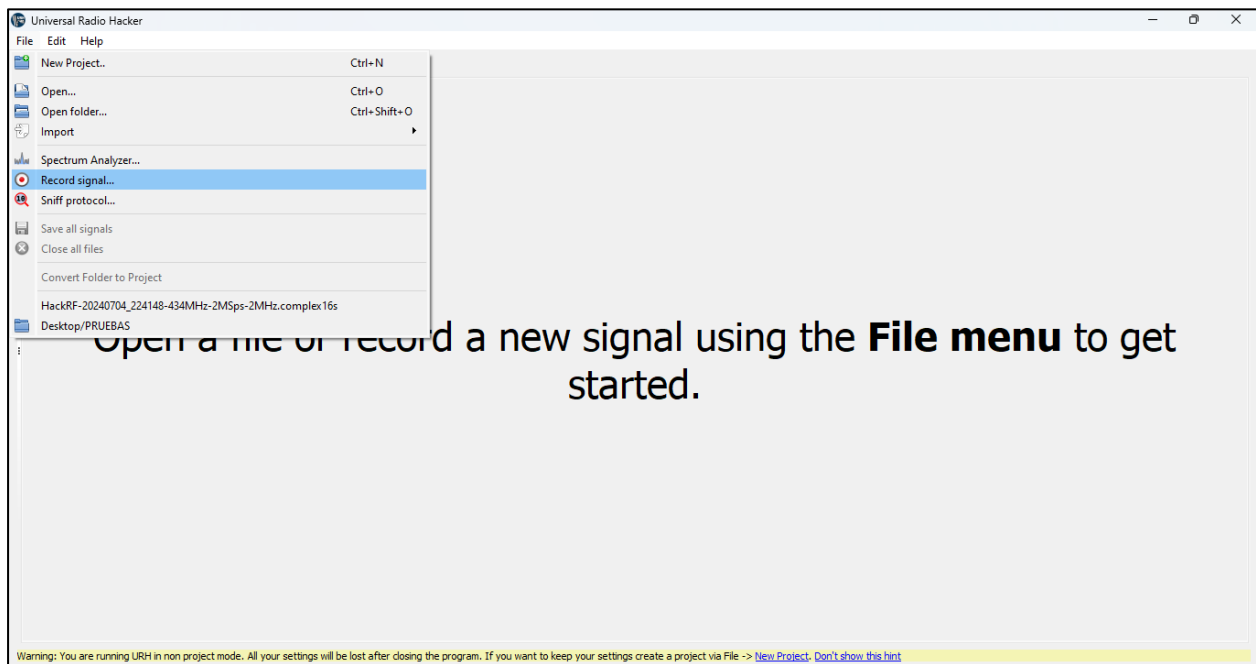 Universal Radio Hacker
File Edit Help
New Project.. Ctrl+N
Open... Ctrl+O
Open folder... Ctrl+Shift+O
Import
Spectrum Analyzer...
Record signal...
Sniff protocol...
Save all signals
Close all files
Convert Folder to Project
HackRF-20240704_224148-434MHz-2MSps-2MHz.complex16s
Desktop/PRUEBAS
Open a file or record a new signal using the File menu to get
started.
Warning: You are running URH in non project mode. All your settings will be lost after closing the program. If you want to keep your settings create a project via File -> New Project. Don't show this hint